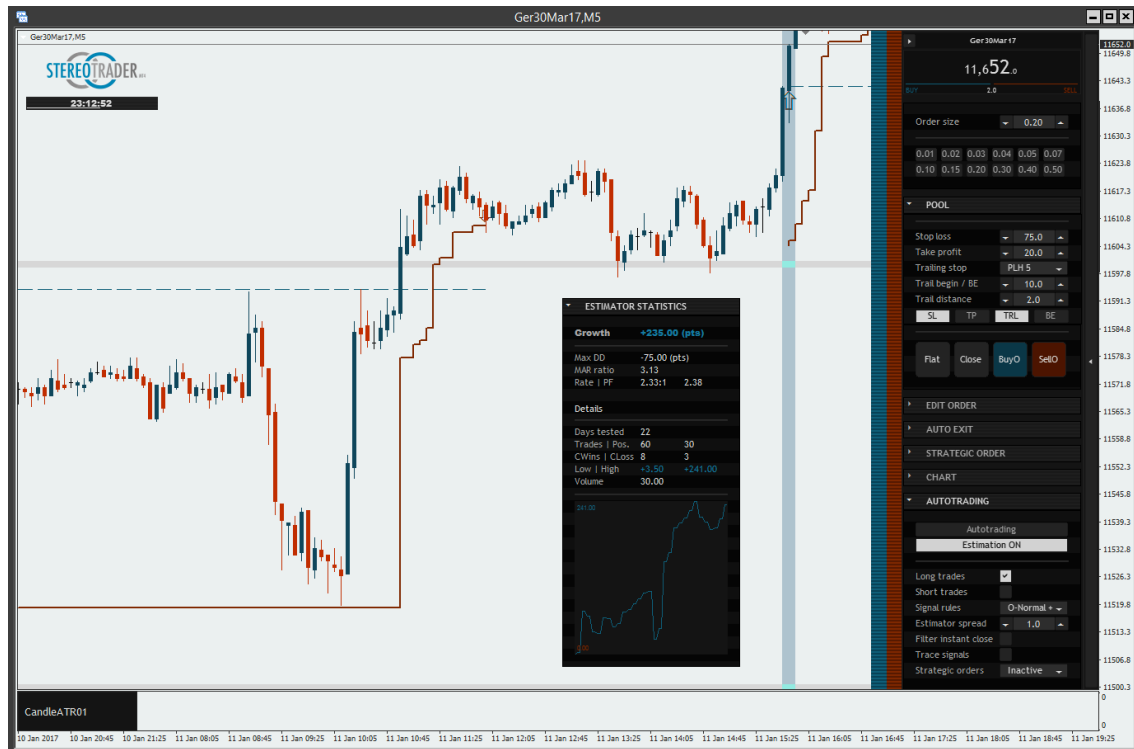 Ger30Mar17,M5
Ger30Mar17,M5
STEREOTRADER
23:12:52
Ger30Mar17
11,652.0
BUY 2.0 SELL
Order size 0.20
0.01 0.02 0.03 0.04 0.05 0.07
0.10 0.15 0.20 0.30 0.40 0.50
POOL
Stop loss 75.0
Take profit 20.0
Trailing stop PLH 5
Trail begin / BE 10.0
Trail distance 2.0
SL TP TRL BE
Flat Close BuyO SellO
EDIT ORDER
AUTO EXIT
STRATEGIC ORDER
CHART
AUTOTRADING
Autotrading
Estimation ON
Long trades
Short trades
Signal rules O-Normal +
Estimator spread 1.0
Filter instant close
Trace signals
Strategic orders Inactive
ESTIMATOR STATISTICS
Growth +235.00 (pts)
Max DD -75.00 (pts)
MAR ratio 3.13
Rate | PF 2.33:1 2.38
Details
Days tested 22
Trades | Pos. 60 30
CWins | CLoss 8 3
Low | High +3.50 +241.00
Volume 30.00
241.00
11652.0
11649.8
11643.3
11636.8
11630.3
11623.8
11617.3
11610.8
11604.3
11597.8
11591.3
11584.8
11578.3
11571.8
11565.3
11558.8
11552.3
11545.8
11539.3
11532.8
11526.3
11519.8
11513.3
11506.8
11500.3
0
0
CandleATR01
10 Jan 2017 10 Jan 20:45 10 Jan 21:25 11 Jan 08:05 11 Jan 08:45 11 Jan 09:25 11 Jan 10:05 11 Jan 10:45 11 Jan 11:25 11 Jan 12:05 11 Jan 12:45 11 Jan 13:25 11 Jan 14:05 11 Jan 14:45 11 Jan 15:25 11 Jan 16:05 11 Jan 16:45 11 Jan 17:25 11 Jan 18:05 11 Jan 18:45 11 Jan 19:25